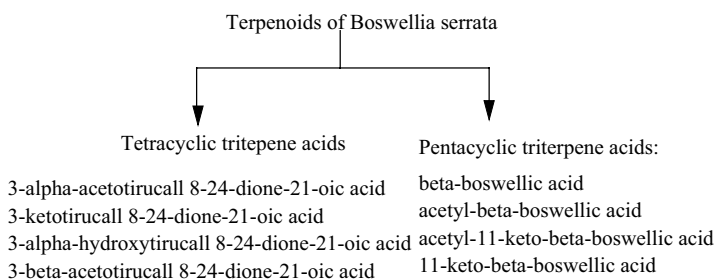 Terpenoids of Boswellia serrata
Tetracyclic tritepene acids
3-alpha-acetotirucall 8-24-dione-21-oic acid
3-ketotirucall 8-24-dione-21-oic acid
3-alpha-hydroxytirucall 8-24-dione-21-oic acid
3-beta-acetotirucall 8-24-dione-21-oic acid
Pentacyclic triterpene acids:
beta-boswellic acid
acetyl-beta-boswellic acid
acetyl-11-keto-beta-boswellic acid
11-keto-beta-boswellic acid